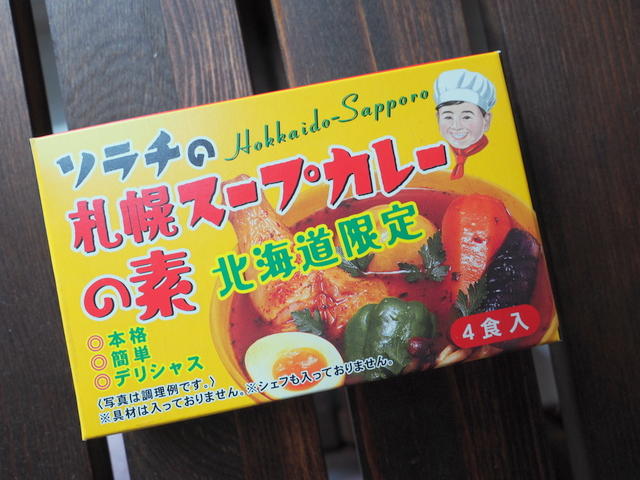 ソラチの
Hokkaido-Sapporo
札幌スープカレー
の素
北海道限定
◎本格
◎簡単
◎デリシャス
4食入
〈写真は調理例です。〉
※具材は入っておりません。※シェフも入っておりません。